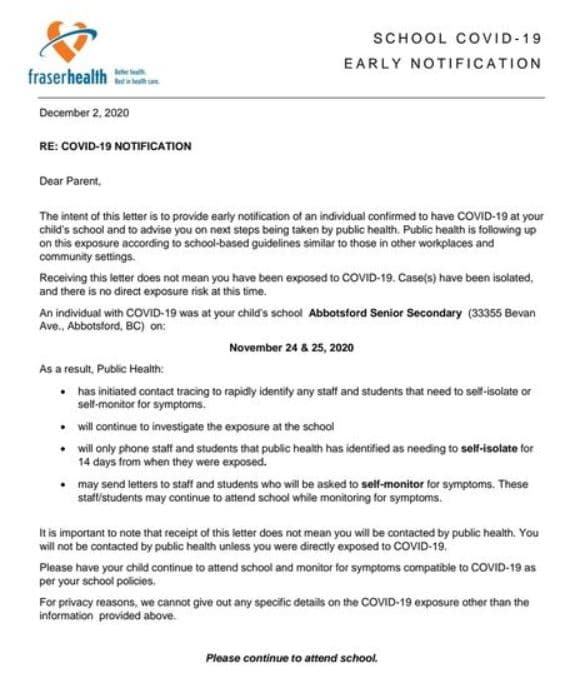 SCHOOL COVID-19
EARLY NOTIFICATION
fraserhealth
Better health.
Best in health care.
December 2, 2020
RE: COVID-19 NOTIFICATION
Dear Parent,
The intent of this letter is to provide early notification of an individual confirmed to have COVID-19 at your
child's school and to advise you on next steps being taken by public health. Public health is following up
on this exposure according to school-based guidelines similar to those in other workplaces and
community settings.
Receiving this letter does not mean you have been exposed to COVID-19. Case(s) have been isolated,
and there is no direct exposure risk at this time.
An individual with COVID-19 was at your child's school Abbotsford Senior Secondary (33355 Bevan
Ave., Abbotsford, BC) on:
November 24 & 25, 2020
As a result, Public Health:
• has initiated contact tracing to rapidly identify any staff and students that need to self-isolate or
self-monitor for symptoms.
• will continue to investigate the exposure at the school
• will only phone staff and students that public health has identified as needing to self-isolate for
14 days from when they were exposed.
• may send letters to staff and students who will be asked to self-monitor for symptoms. These
staff/students may continue to attend school while monitoring for symptoms.
It is important to note that receipt of this letter does not mean you will be contacted by public health. You
will not be contacted by public health unless you were directly exposed to COVID-19.
Please have your child continue to attend school and monitor for symptoms compatible to COVID-19 as
per your school policies.
For privacy reasons, we cannot give out any specific details on the COVID-19 exposure other than the
information provided above.
Please continue to attend school.